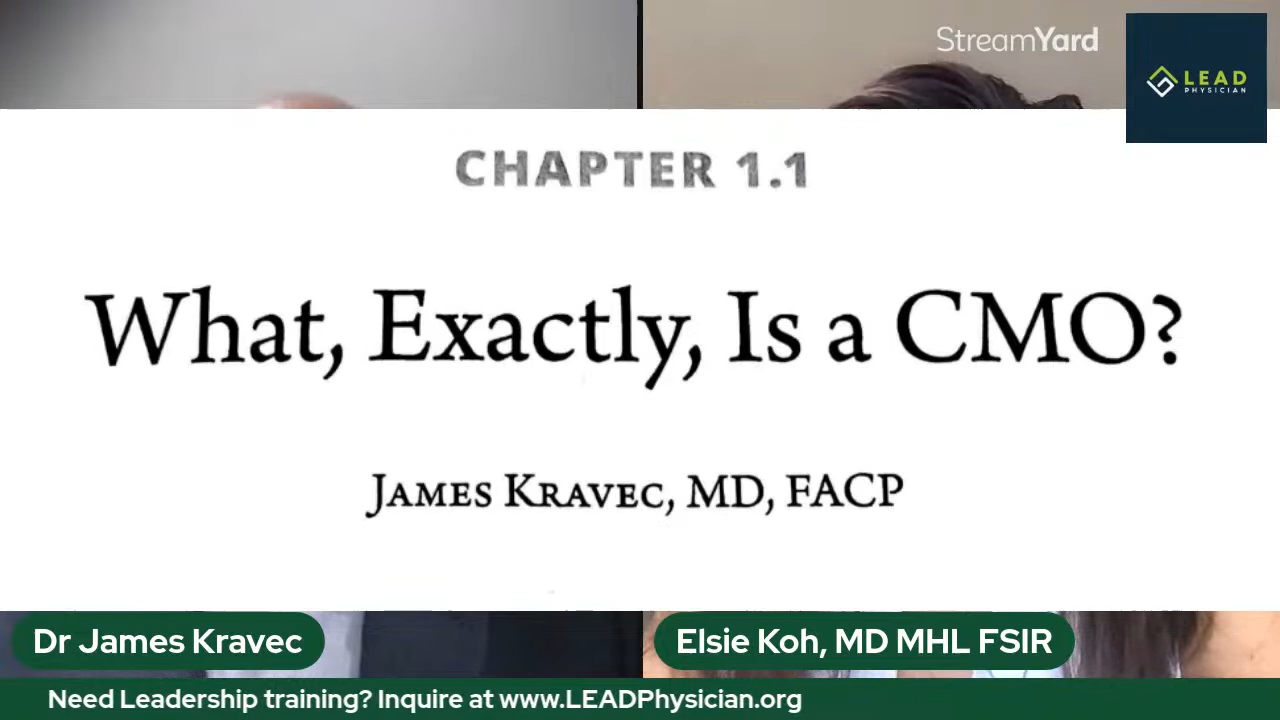 StreamYard
LEAD
PHYSICIAN
CHAPTER 1.1
What, Exactly, Is a CMO?
JAMES KRAVEC, MD, FACP
Dr James Kravec
Elsie Koh, MD MHL FSIR
Need Leadership training? Inquire at www.LEADPhysician.org